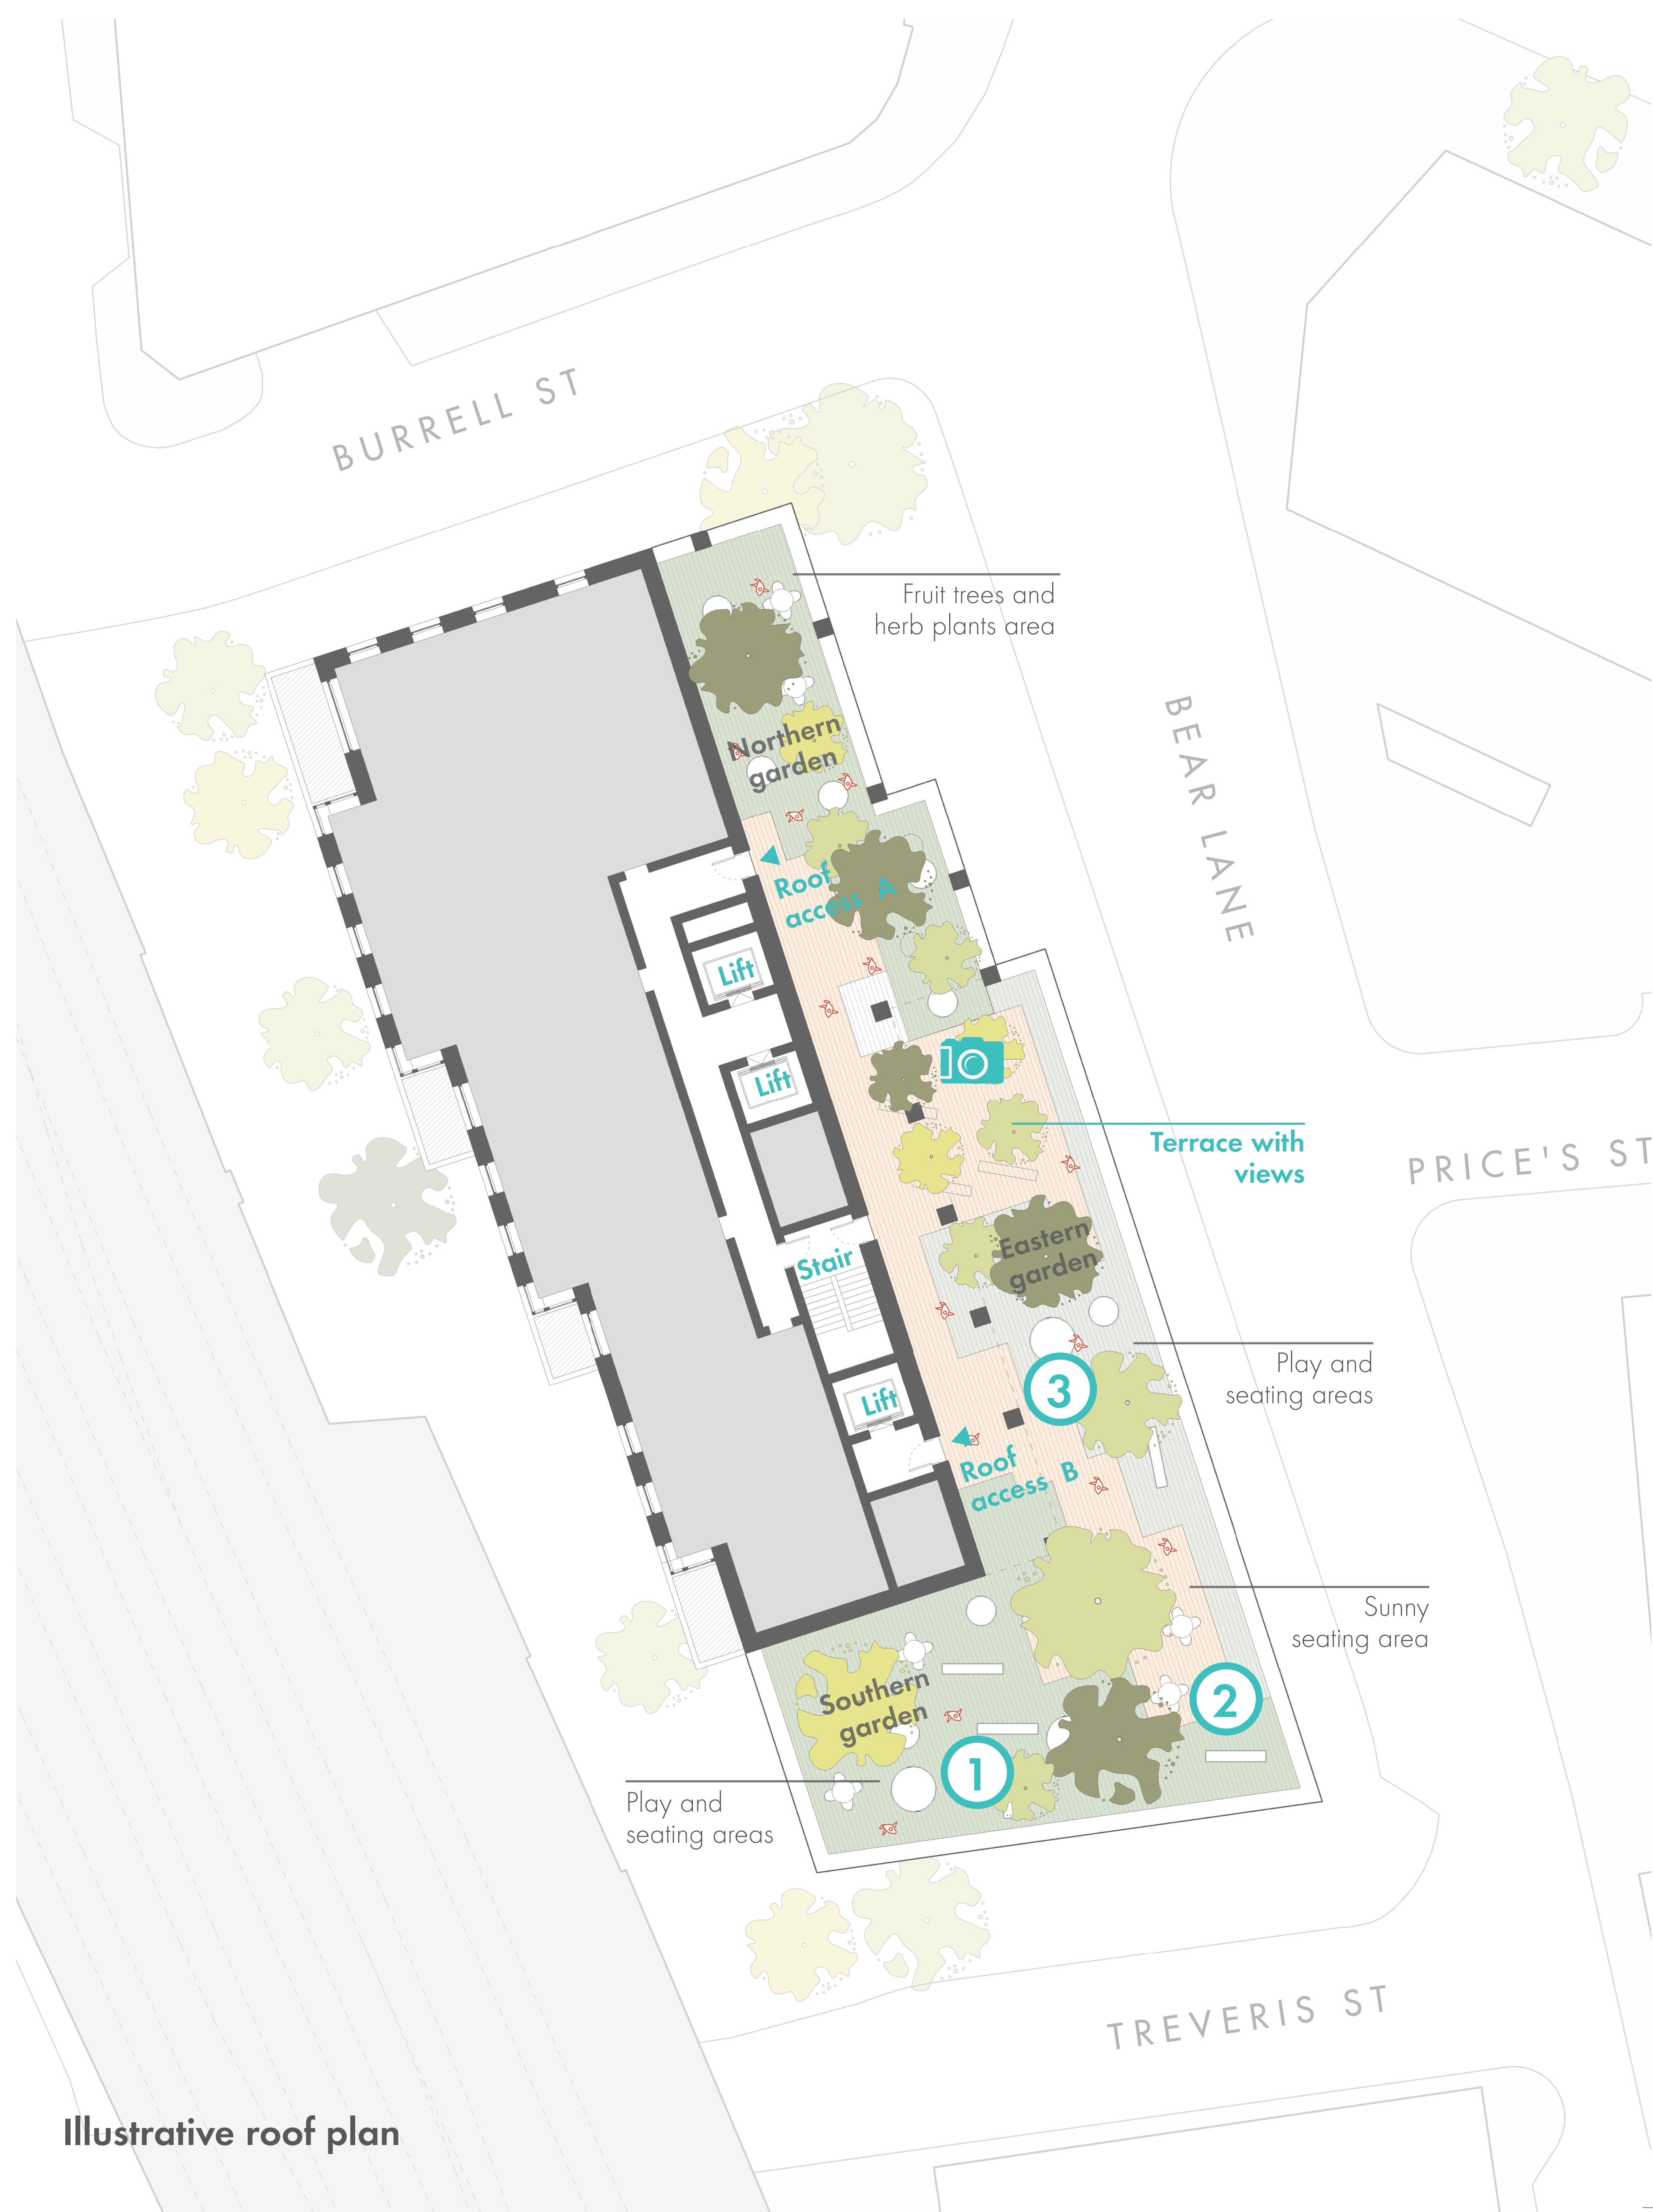 BURRELL ST
Fruit trees and
herb plants area
BEAR LANE
Northern
garden
Roof
access A
Lift
Lift
Terrace with
views
PRICE'S ST
Eastern
garden
Stair
Play and
seating areas
3
Lift
Roof
access B
Sunny
seating area
Southern
garden
2
1
Play and
seating areas
TREVERIS ST
Illustrative roof plan